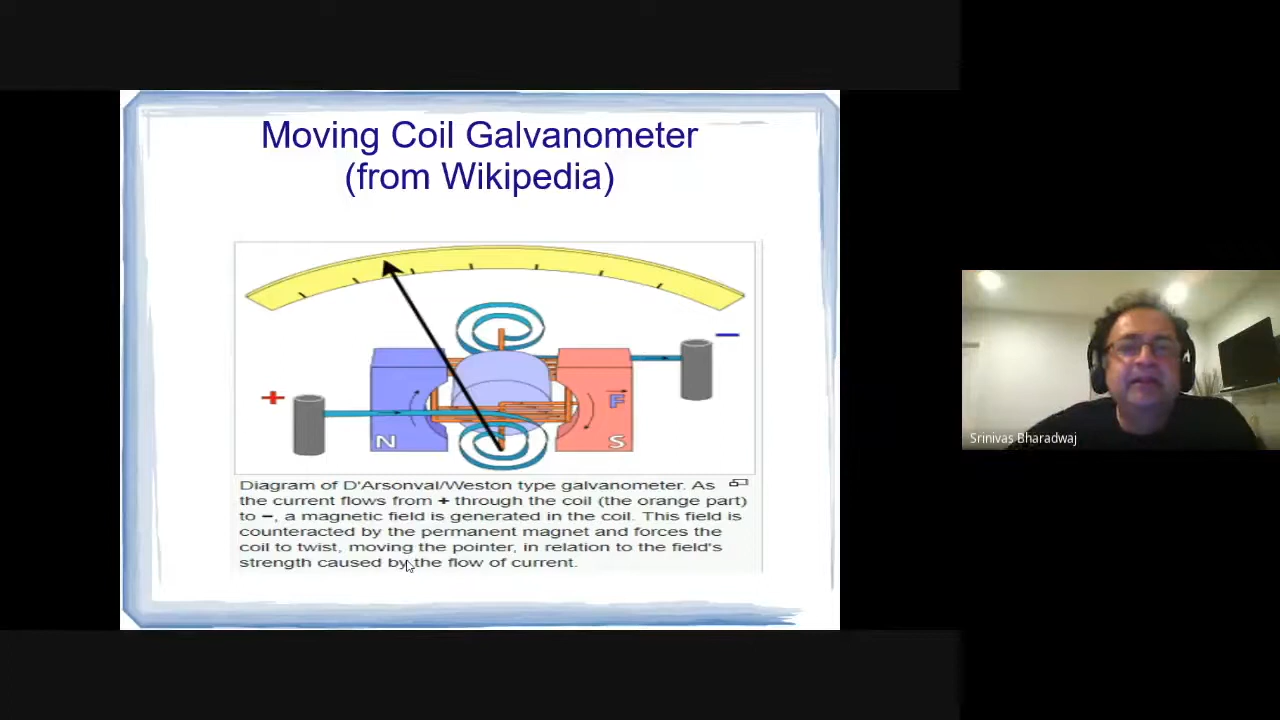 Moving Coil Galvanometer
(from Wikipedia)
+
−
N
F
S
Diagram of D'Arsonval/Weston type galvanometer. As
the current flows from + through the coil (the orange part)
to −, a magnetic field is generated in the coil. This field is
counteracted by the permanent magnet and forces the
coil to twist, moving the pointer, in relation to the field's
strength caused by the flow of current.
Srinivas Bharadwaj